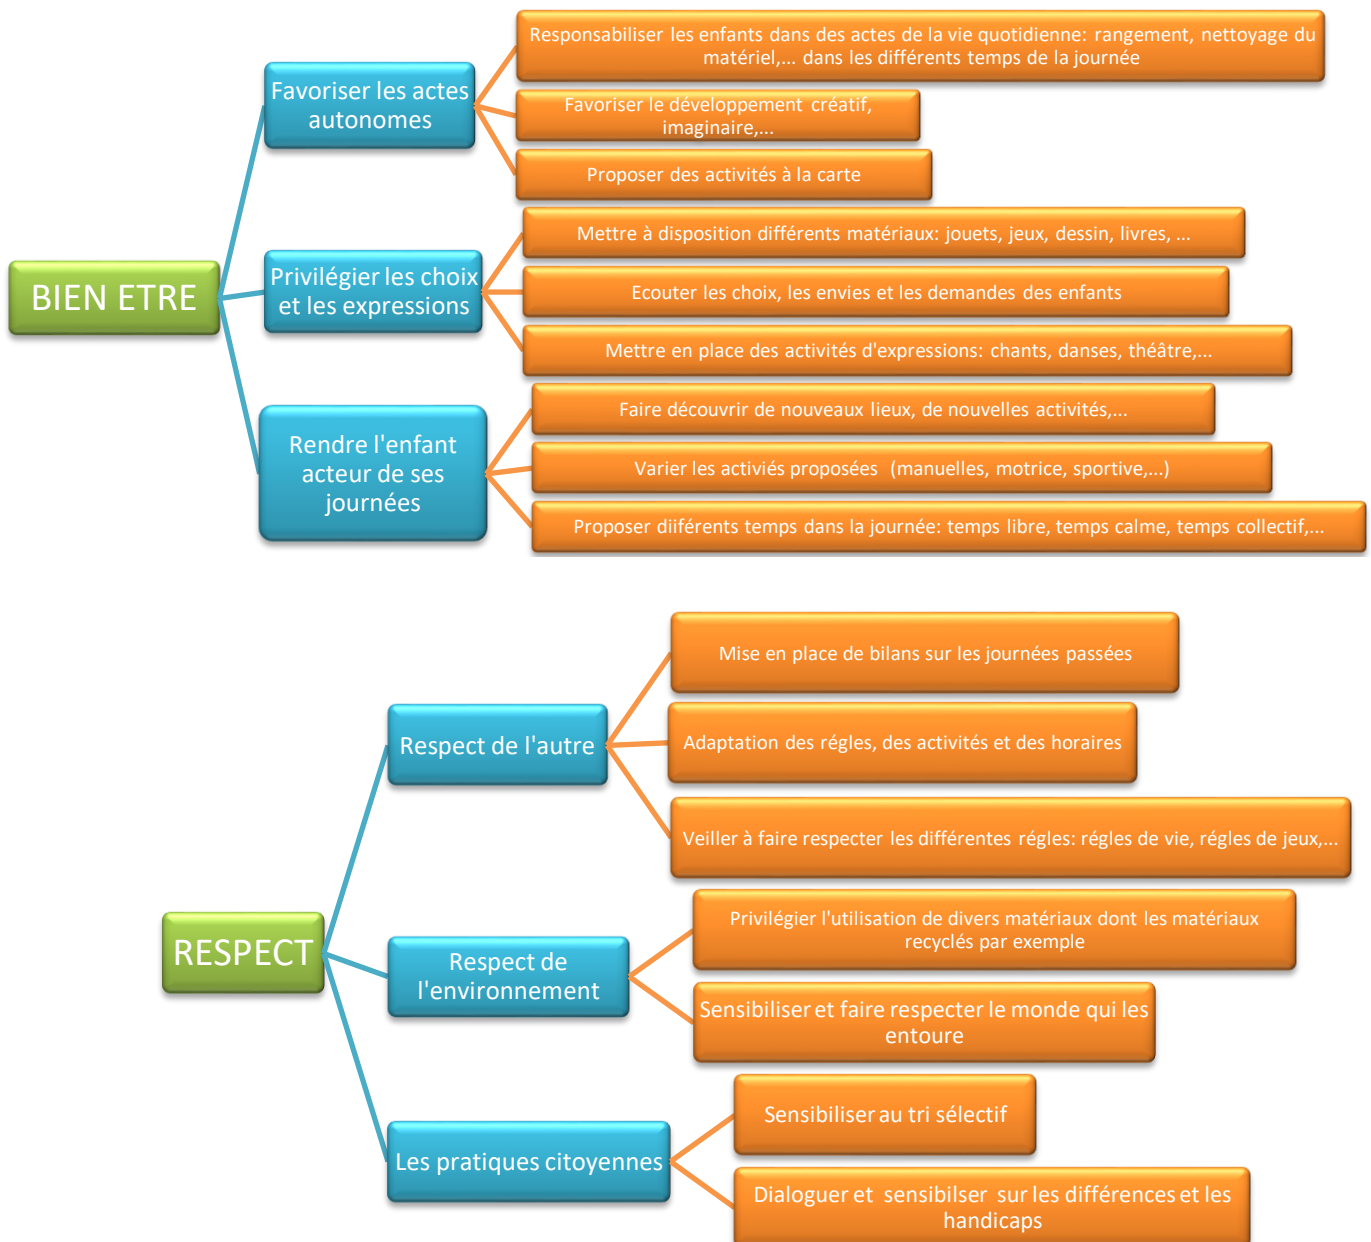 BIEN ETRE
Favoriser les actes
autonomes
Responsabiliser les enfants dans des actes de la vie quotidienne: rangement, nettoyage du
matériel,... dans les différents temps de la journée
Favoriser le développement créatif,
imaginaire,...
Proposer des activités à la carte
Privilégier les choix
et les expressions
Mettre à disposition différents matériaux: jouets, jeux, dessin, livres, ...
Ecouter les choix, les envies et les demandes des enfants
Mettre en place des activités d'expressions: chants, danses, théâtre,...
Rendre l'enfant
acteur de ses
journées
Faire découvrir de nouveaux lieux, de nouvelles activités,...
Varier les activiés proposées (manuelles, motrice, sportive,...)
Proposer diifférents temps dans la journée: temps libre, temps calme, temps collectif,...
RESPECT
Respect de l'autre
Mise en place de bilans sur les journées passées
Adaptation des régles, des activités et des horaires
Veiller à faire respecter les différentes régles: régles de vie, régles de jeux,...
Respect de
l'environnement
Privilégier l'utilisation de divers matériaux dont les matériaux
recyclés par exemple
Sensibiliser et faire respecter le monde qui les
entoure
Les pratiques citoyennes
Sensibiliser au tri sélectif
Dialoguer et sensibilser sur les différences et les
handicaps